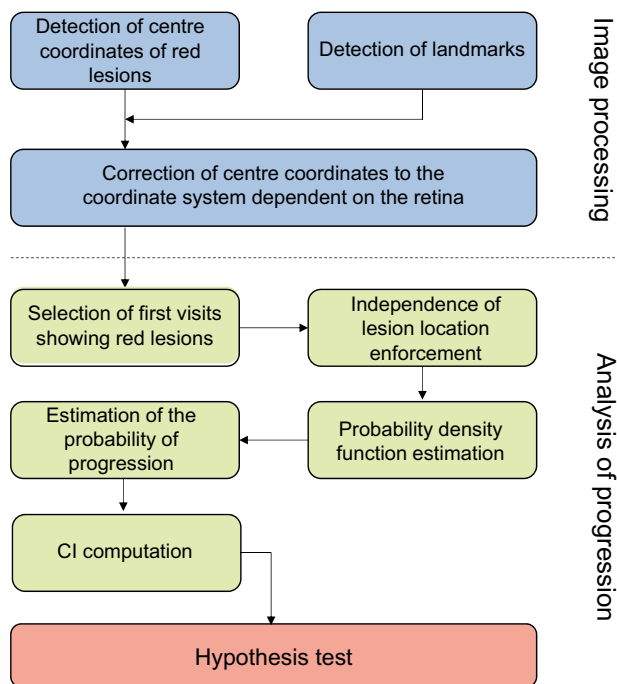 Detection of centre
coordinates of red
lesions
Detection of landmarks
Correction of centre coordinates to the
coordinate system dependent on the retina
Image processing
Selection of first visits
showing red lesions
Independence of
lesion location
enforcement
Estimation of the
probability of
progression
Probability density
function estimation
CI computation
Hypothesis test
Analysis of progression